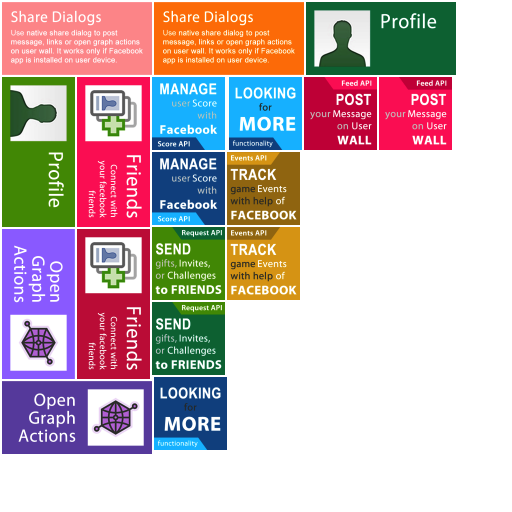 Share Dialogs
Use native share dialog to post
message, links or open graph actions
on user wall. It works only if Facebook
app is installed on user device.
Share Dialogs
Use native share dialog to post
message, links or open graph actions
on user wall. It works only if Facebook
app is installed on user device.
Profile
Profile
Friends
Connect with
your facebook
friends
MANAGE
user Score
with
Facebook
Score API
LOOKING
for
MORE
functionality
Feed API
POST
your Message
on User
WALL
Feed API
POST
your Message
on User
WALL
MANAGE
user Score
with
Facebook
Score API
Events API
TRACK
game Events
with help of
FACEBOOK
Open
Graph
Actions
Friends
Connect with
your facebook
friends
Request API
SEND
gifts, Invites,
or Challenges
to FRIENDS
Events API
TRACK
game Events
with help of
FACEBOOK
Request API
SEND
gifts, Invites,
or Challenges
to FRIENDS
Open
Graph
Actions
LOOKING
for
MORE
functionality